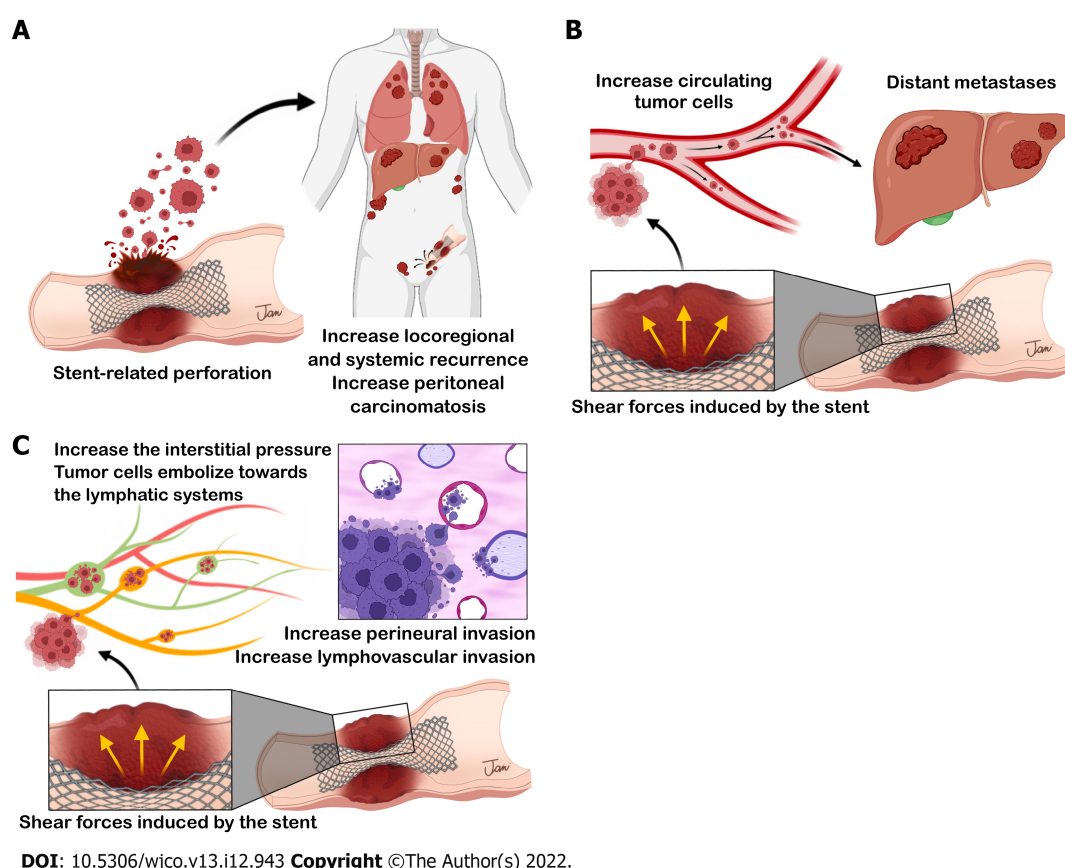 A
Stent-related perforation
Jan
Increase locoregional
and systemic recurrence
Increase peritoneal
carcinomatosis
B
Increase circulating
tumor cells
Distant metastases
Jan
Shear forces induced by the stent
C
Increase the interstitial pressure
Tumor cells embolize towards
the lymphatic systems
Increase perineural invasion
Increase lymphovascular invasion
Jan
Shear forces induced by the stent
DOI: 10.5306/wjco.v13.i12.943 Copyright ©The Author(s) 2022.